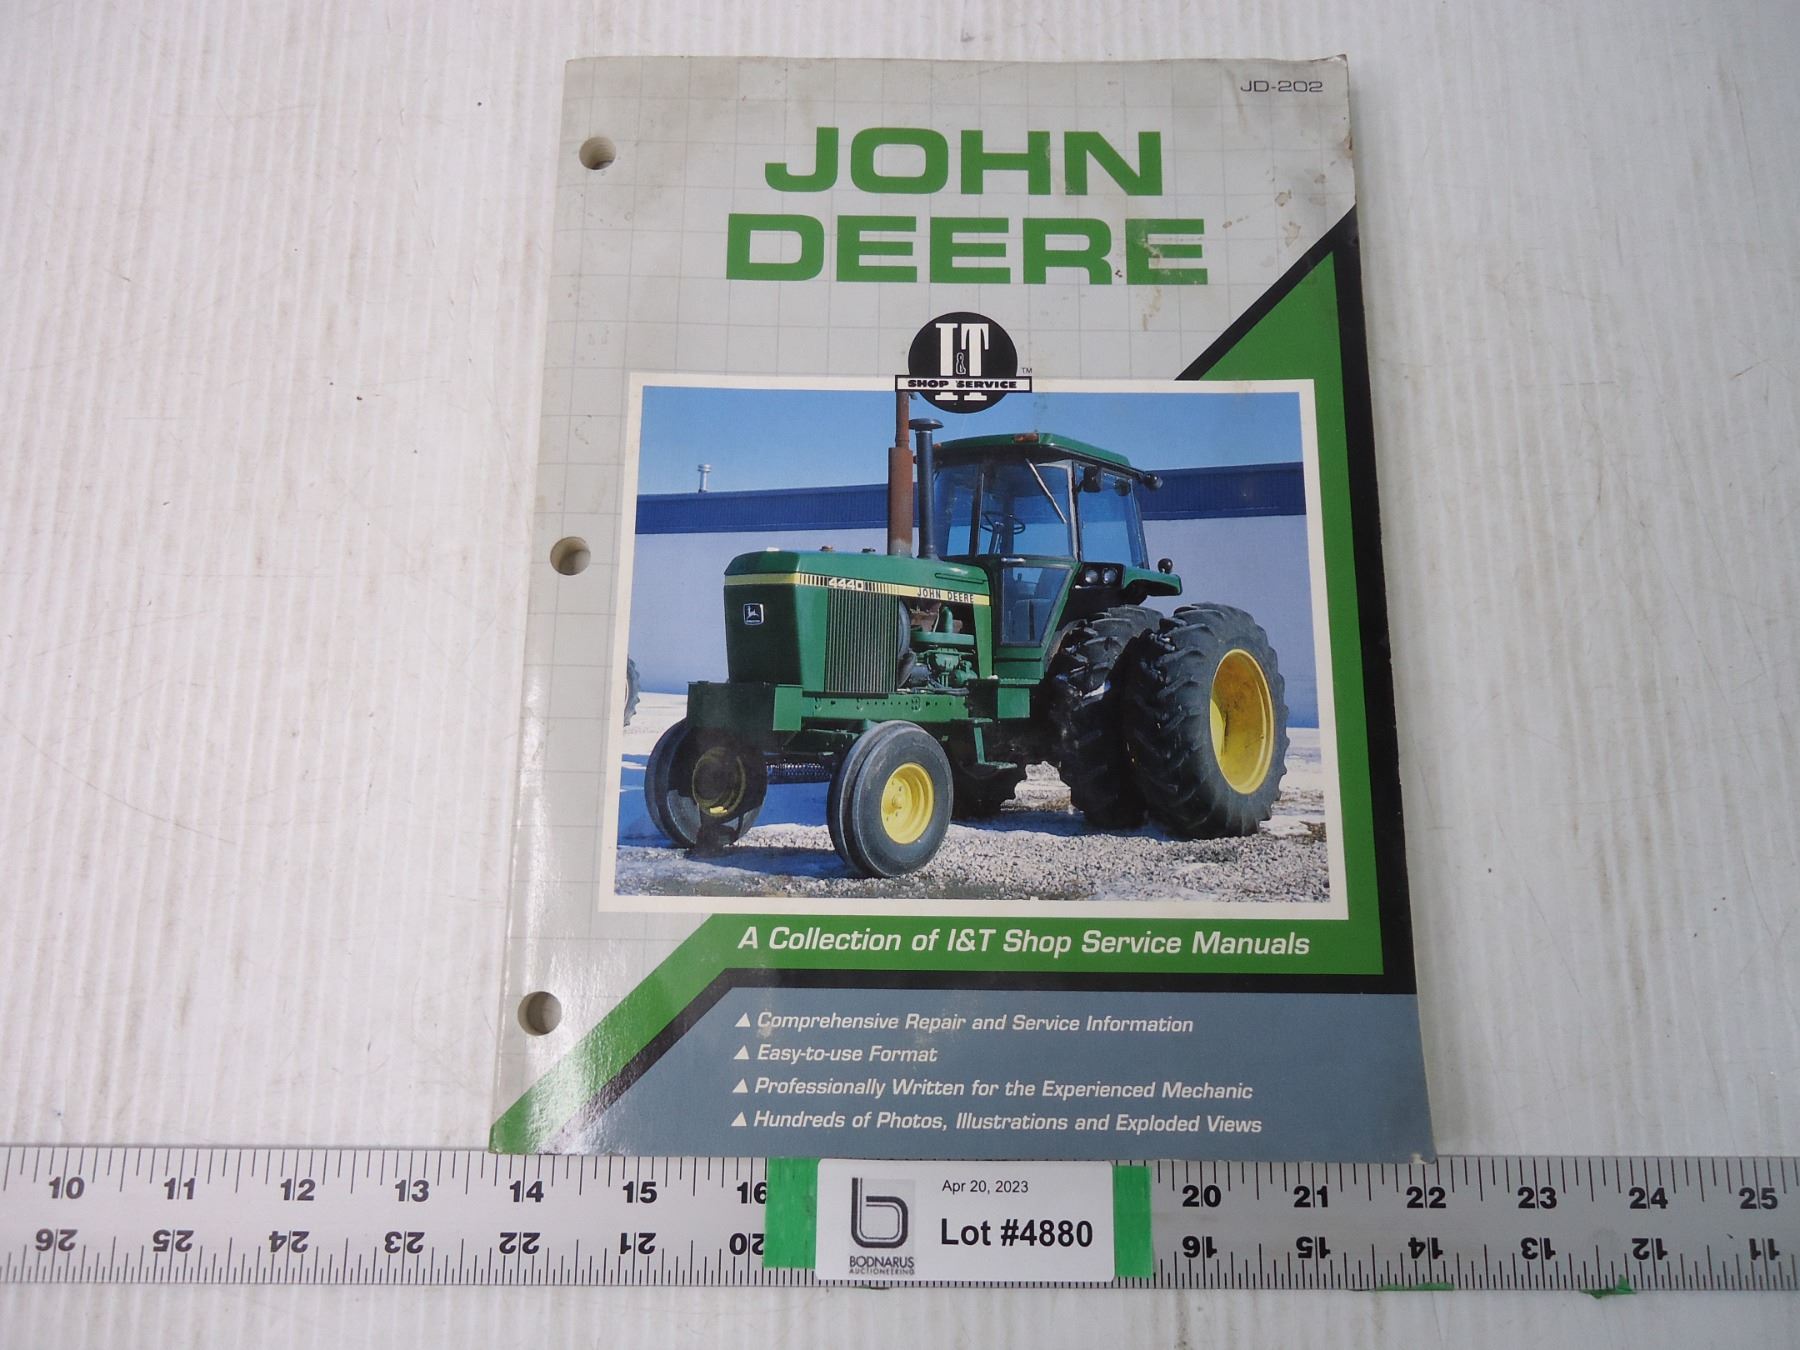 JD-202
JOHN
DEERE
I&T
TM
SHOP SERVICE
4440
JOHN DEERE
A Collection of I&T Shop Service Manuals
▲ Comprehensive Repair and Service Information
▲ Easy-to-use Format
▲ Professionally Written for the Experienced Mechanic
▲ Hundreds of Photos, Illustrations and Exploded Views
10 11 12 13 14 15 16 20 21 22 23 24 25
Apr 20, 2023
Lot #4880
BODNARUS
AUCTIONEERING
26 25 24 23 22 21 20 16 15 14 13 12 11